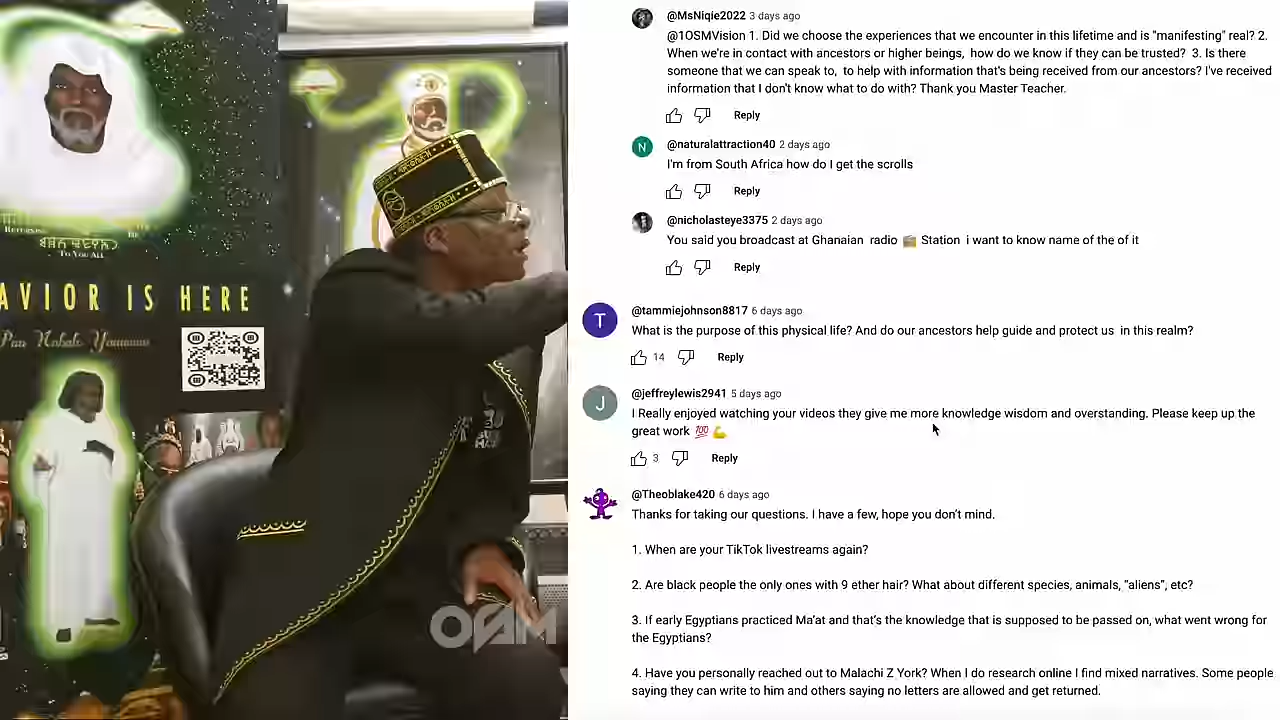 To You All
AVIOR IS HERE
OSM
@MsNiqie2022 3 days ago
@1OSMVision 1. Did we choose the experiences that we encounter in this lifetime and is "manifesting" real? 2.
When we're in contact with ancestors or higher beings, how do we know if they can be trusted? 3. Is there
someone that we can speak to, to help with information that's being received from our ancestors? I've received
information that I don't know what to do with? Thank you Master Teacher.
Reply
N
@naturalattraction40 2 days ago
I'm from South Africa how do I get the scrolls
Reply
@nicholasteye3375 2 days ago
You said you broadcast at Ghanaian radio 📻 Station i want to know name of the of it
Reply
T
@tammiejohnson8817 6 days ago
What is the purpose of this physical life? And do our ancestors help guide and protect us in this realm?
14 Reply
J
@jeffreylewis2941 5 days ago
I Really enjoyed watching your videos they give me more knowledge wisdom and overstanding. Please keep up the
great work 💯 💪
3 Reply
@Theoblake420 6 days ago
Thanks for taking our questions. I have a few, hope you don't mind.
1. When are your TikTok livestreams again?
2. Are black people the only ones with 9 ether hair? What about different species, animals, "aliens", etc?
3. If early Egyptians practiced Ma'at and that's the knowledge that is supposed to be passed on, what went wrong for
the Egyptians?
4. Have you personally reached out to Malachi Z York? When I do research online I find mixed narratives. Some people
saying they can write to him and others saying no letters are allowed and get returned.